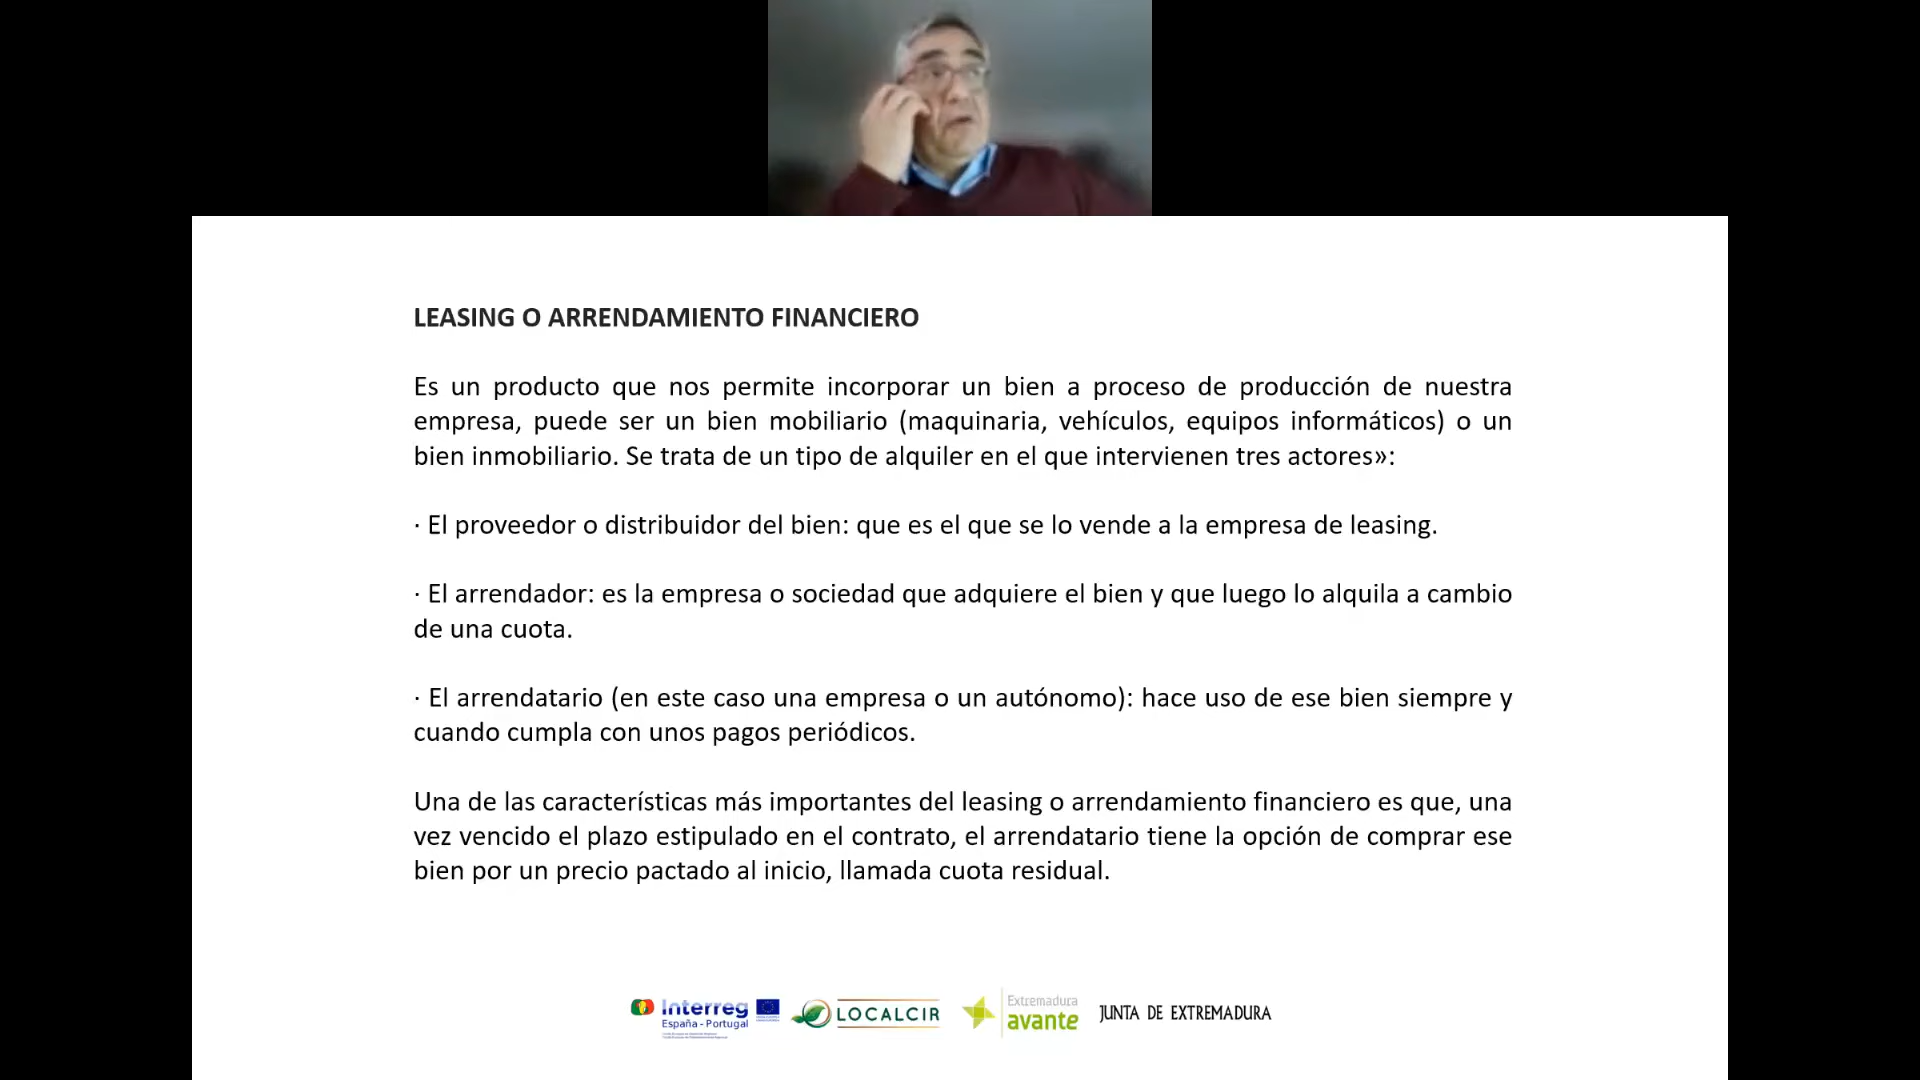 LEASING O ARRENDAMIENTO FINANCIERO
Es un producto que nos permite incorporar un bien a proceso de producción de nuestra
empresa, puede ser un bien mobiliario (maquinaria, vehículos, equipos informáticos) o un
bien inmobiliario. Se trata de un tipo de alquiler en el que intervienen tres actores»:
· El proveedor o distribuidor del bien: que es el que se lo vende a la empresa de leasing.
· El arrendador: es la empresa o sociedad que adquiere el bien y que luego lo alquila a cambio
de una cuota.
· El arrendatario (en este caso una empresa o un autónomo): hace uso de ese bien siempre y
cuando cumpla con unos pagos periódicos.
Una de las características más importantes del leasing o arrendamiento financiero es que, una
vez vencido el plazo estipulado en el contrato, el arrendatario tiene la opción de comprar ese
bien por un precio pactado al inicio, llamada cuota residual.
Interreg
España - Portugal
LOCALCIR
Extremadura
avante
JUNTA DE EXTREMADURA